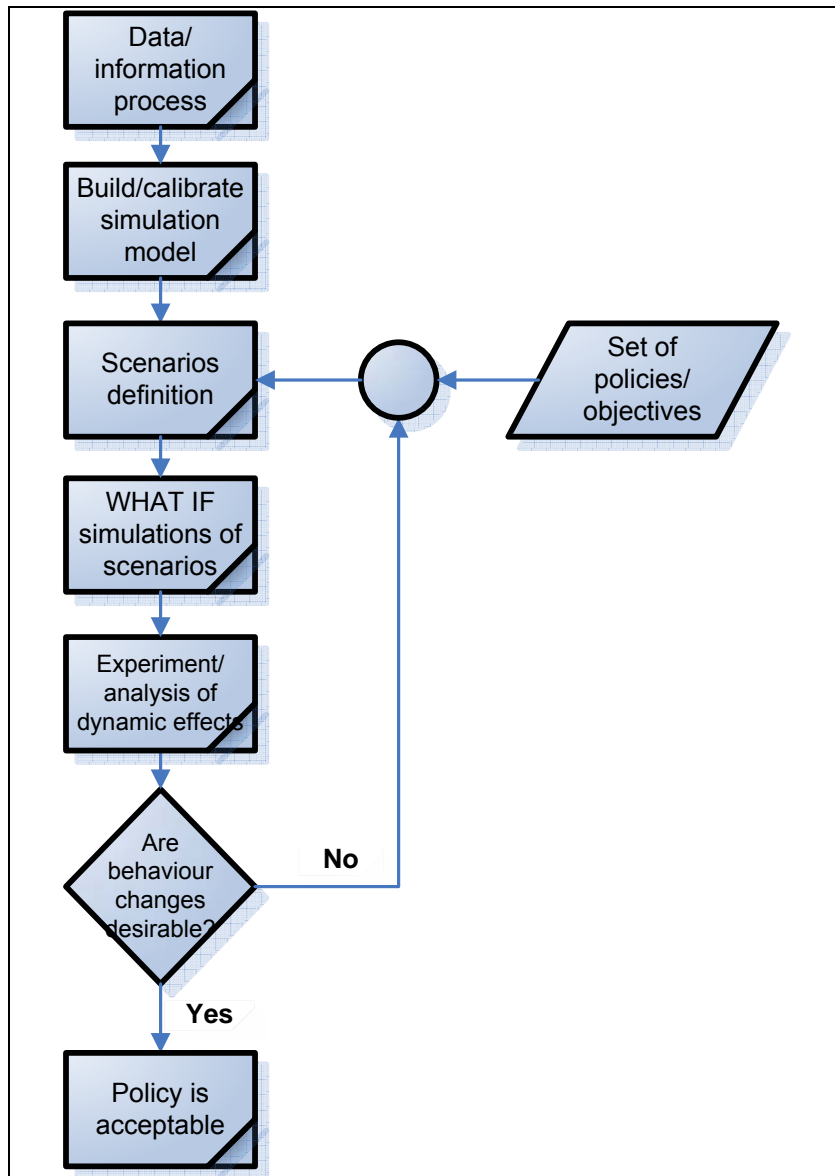 Data/
information
process
Build/calibrate
simulation
model
Scenarios
definition
Set of
policies/
objectives
WHAT IF
simulations of
scenarios
Experiment/
analysis of
dynamic effects
Are
behaviour
changes
desirable?
No
Yes
Policy is
acceptable